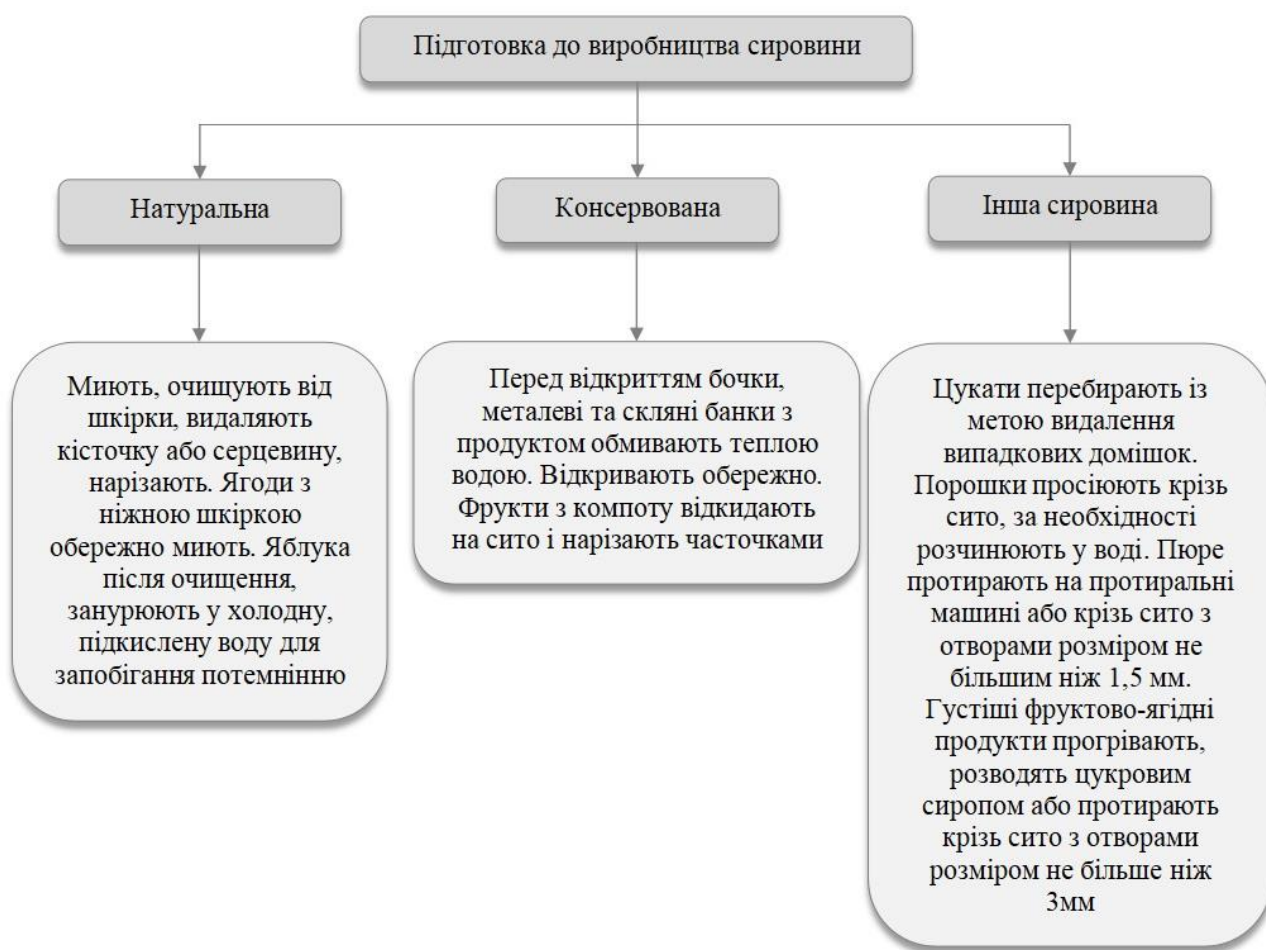 Підготовка до виробництва сировини
Натуральна
Консервована
Інша сировина
Миють, очищують від
шкірки, видаляють
кісточку або серцевину,
нарізають. Ягоди з
ніжною шкіркою
обережно миють. Яблука
після очищення,
занурюють у холодну,
підкислену воду для
запобігання потемнінню
Перед відкриттям бочки,
металеві та скляні банки з
продуктом обмивають теплою
водою. Відкривають обережно.
Фрукти з компоту відкидають
на сито і нарізають часточками
Цукати перебирають із
метою видалення
випадкових домішок.
Порошки просіюють крізь
сито, за необхідності
розчинюють у воді. Пюре
протирають на протиральні
машині або крізь сито з
отворами розміром не
більшим ніж 1,5 мм.
Густіші фруктово-ягідні
продукти прогрівають,
розводять цукровим
сиропом або протирають
крізь сито з отворами
розміром не більше ніж
3мм